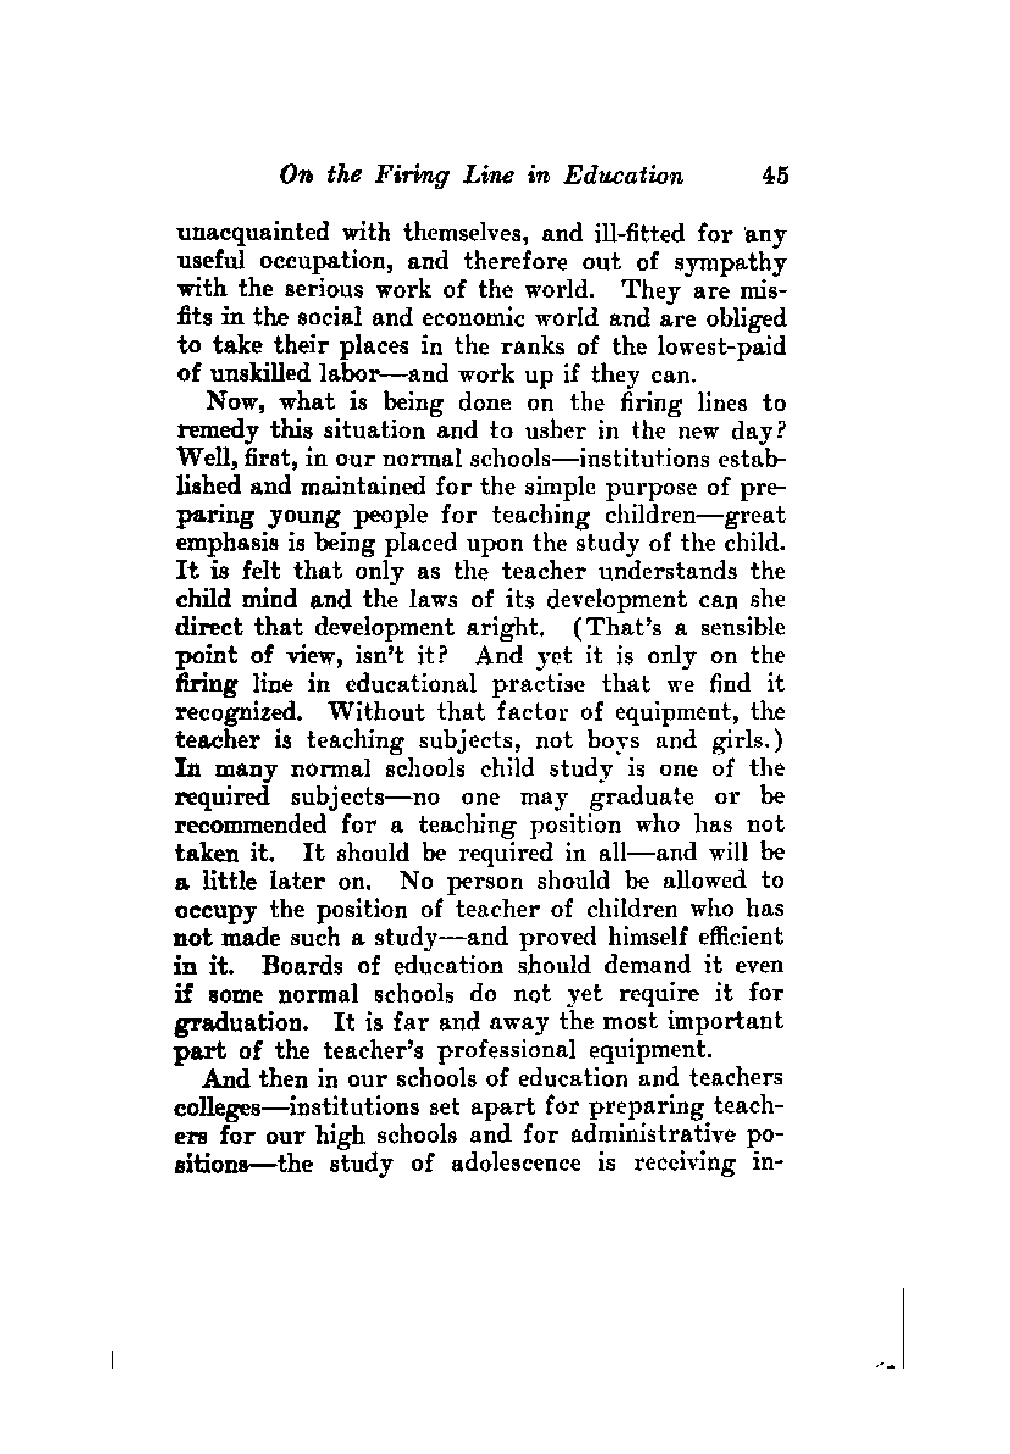 On the Firing Line in Education 45
unacquainted with themselves, and ill-fitted for any
useful occupation, and therefore out of sympathy
with the serious work of the world. They are mis-
fits in the social and economic world and are obliged
to take their places in the ranks of the lowest-paid
of unskilled labor—and work up if they can.
Now, what is being done on the firing lines to
remedy this situation and to usher in the new day?
Well, first, in our normal schools—institutions estab-
lished and maintained for the simple purpose of pre-
paring young people for teaching children—great
emphasis is being placed upon the study of the child.
It is felt that only as the teacher understands the
child mind and the laws of its development can she
direct that development aright. (That's a sensible
point of view, isn't it? And yet it is only on the
firing line in educational practise that we find it
recognized. Without that factor of equipment, the
teacher is teaching subjects, not boys and girls.)
In many normal schools child study is one of the
required subjects—no one may graduate or be
recommended for a teaching position who has not
taken it. It should be required in all—and will be
a little later on. No person should be allowed to
occupy the position of teacher of children who has
not made such a study—and proved himself efficient
in it. Boards of education should demand it even
if some normal schools do not yet require it for
graduation. It is far and away the most important
part of the teacher's professional equipment.
And then in our schools of education and teachers
colleges—institutions set apart for preparing teach-
ers for our high schools and for administrative po-
sitions—the study of adolescence is receiving in-